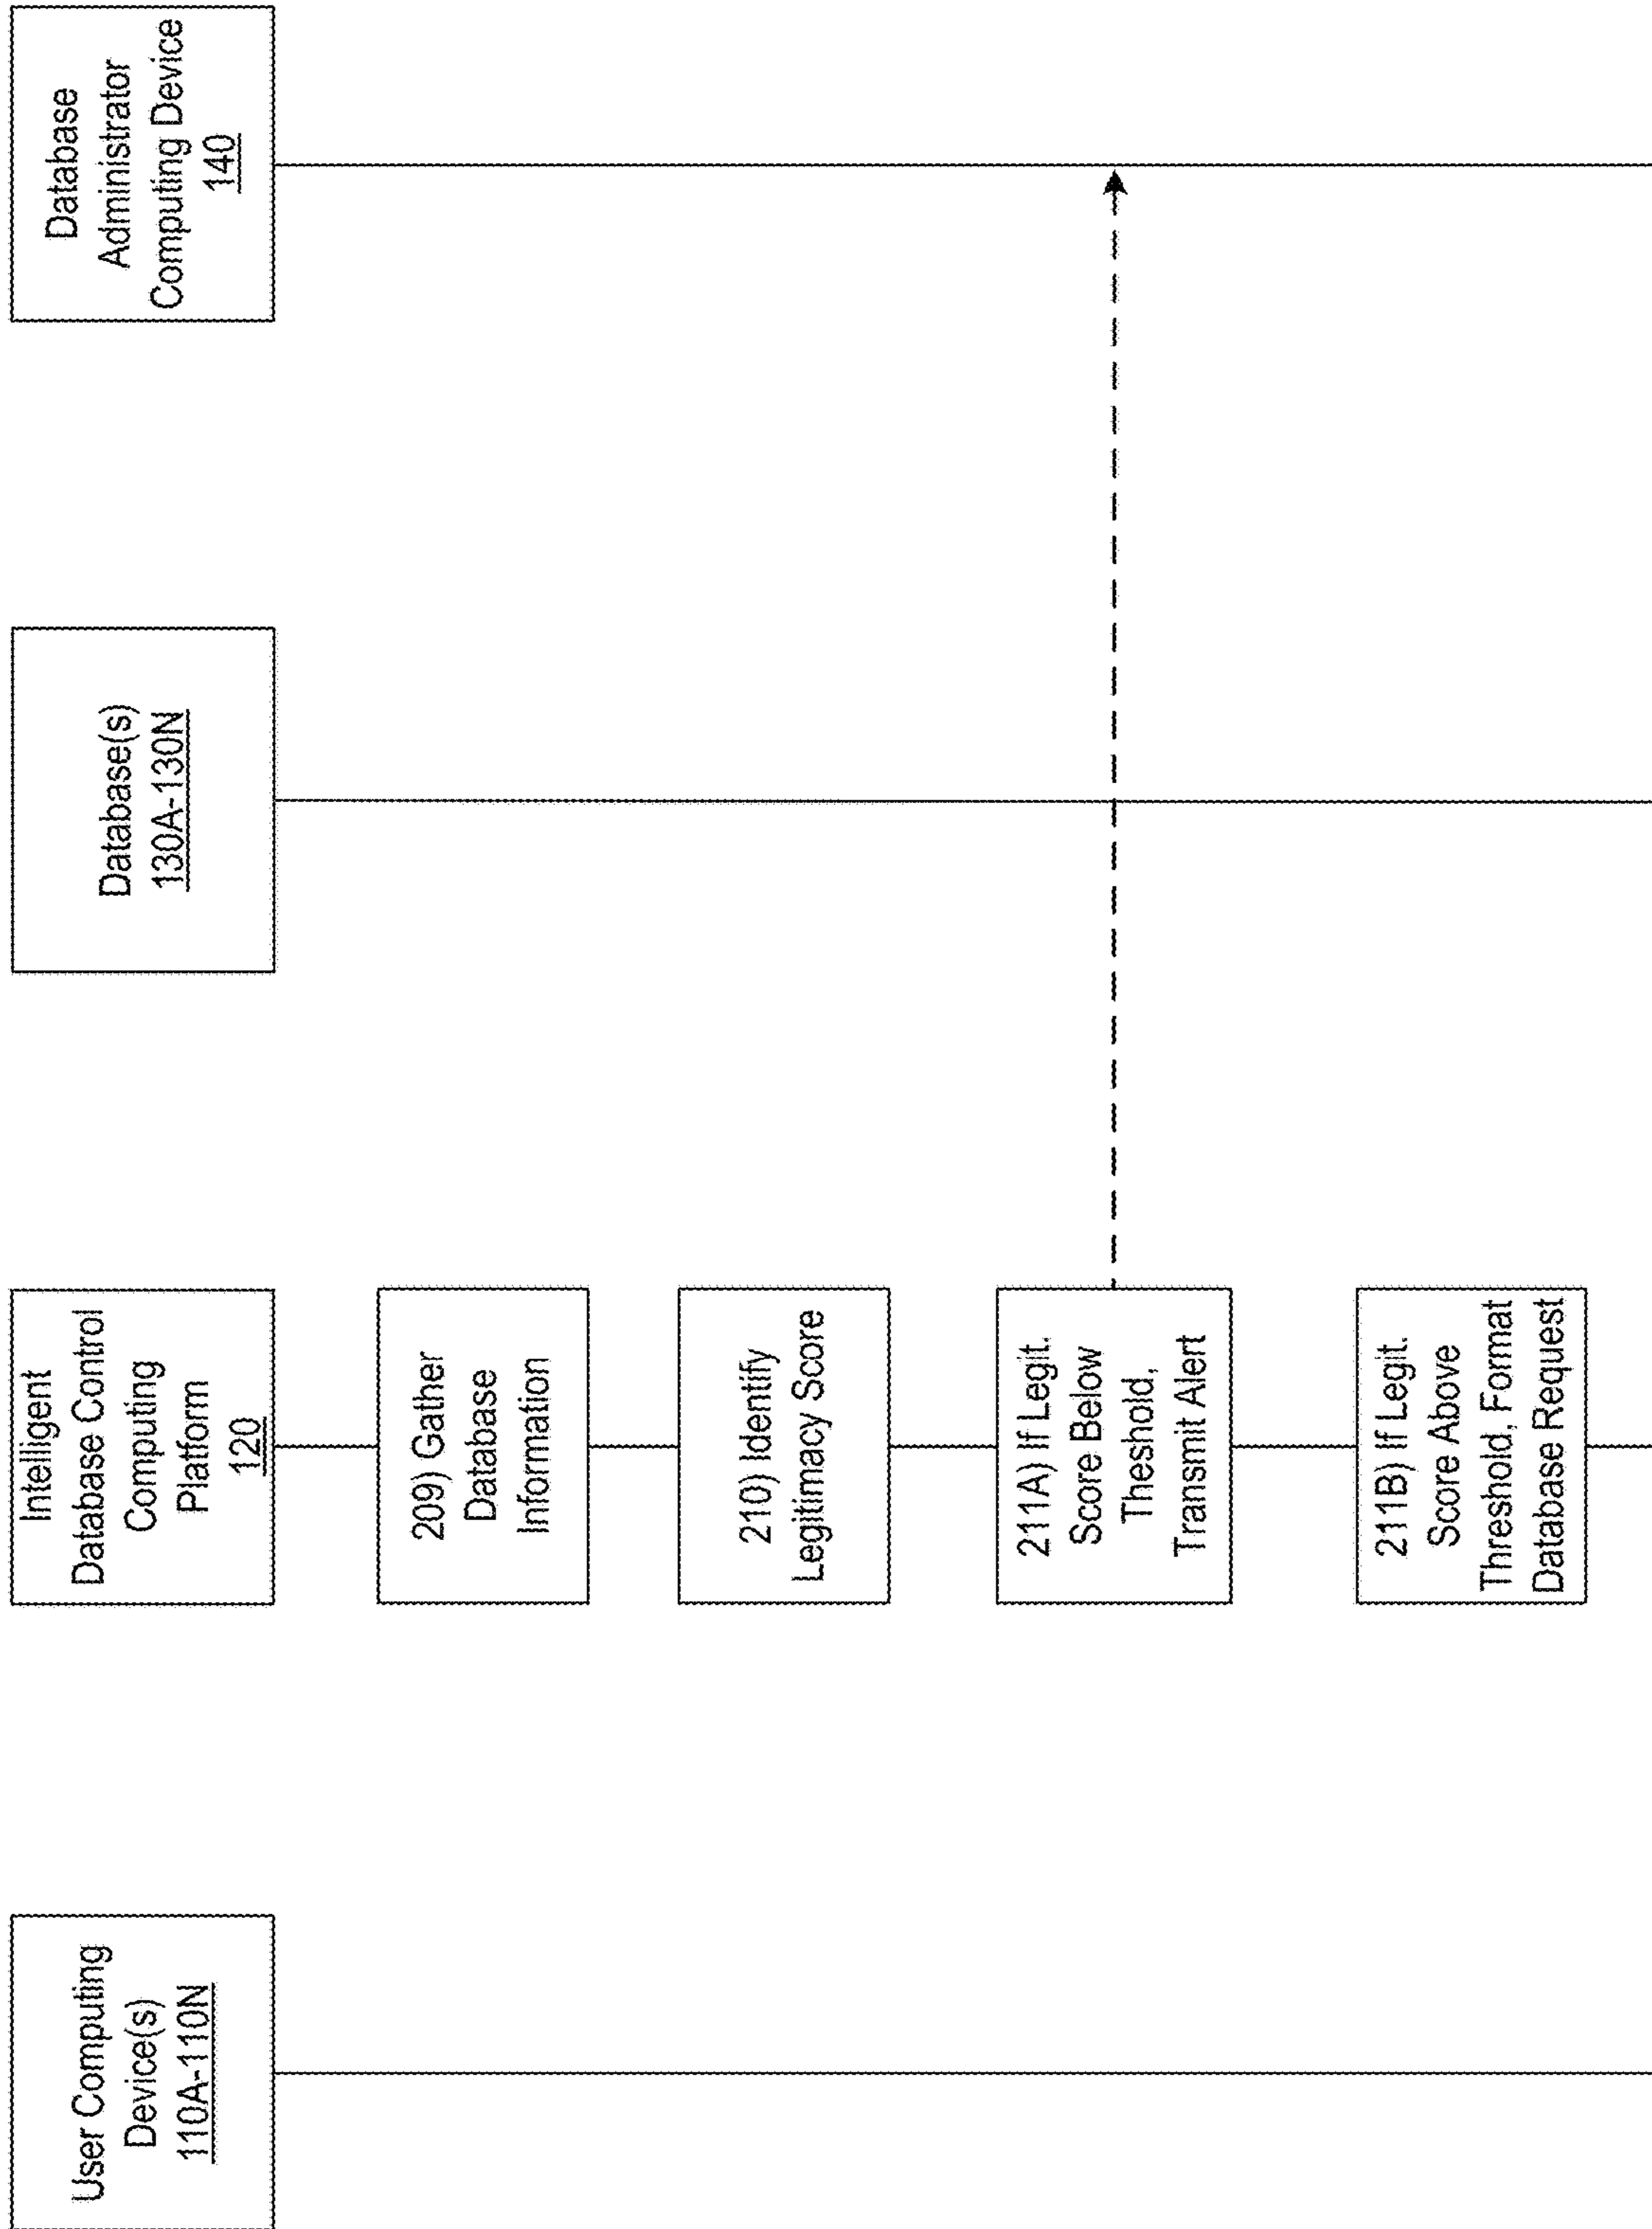 User Computing
Device(s)
110A-110N
Intelligent
Database Control
Computing
Platform
120
Database(s)
130A-130N
Database
Administrator
Computing Device
140
209) Gather
Database
Information
210) Identify
Legitimacy Score
211A) If Legit.
Score Below
Theshold,
Transmit Alert
211B) If Legit.
Score Above
Threshold, Format
Database Request